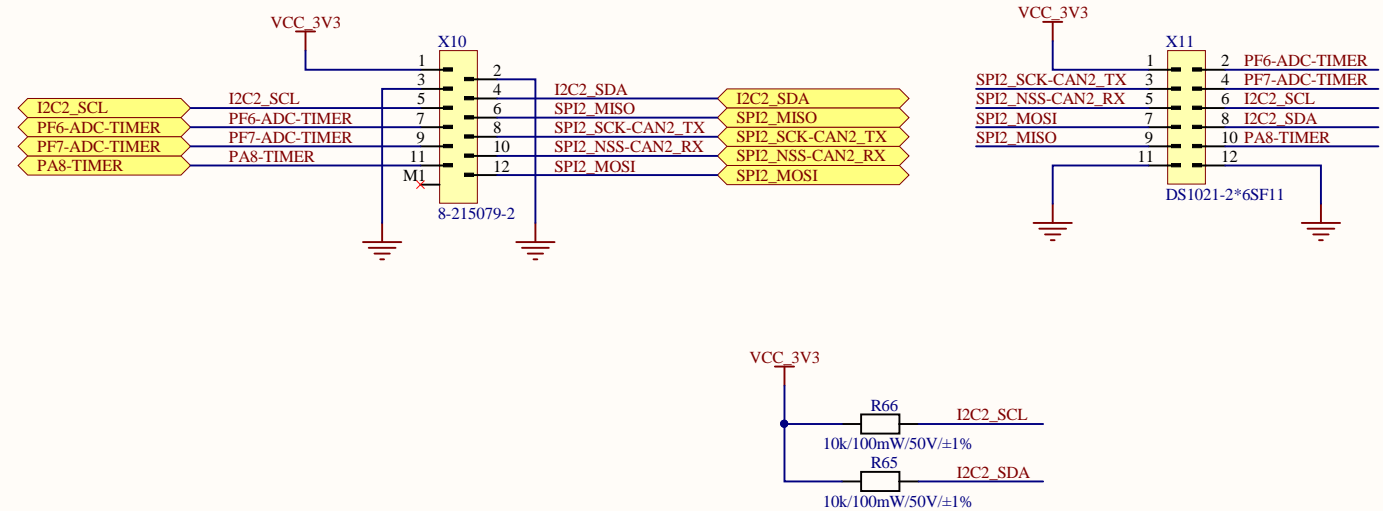 VCC_3V3
X10
1
2
3
4
5
6
7
8
9
10
11
12
M1
8-215079-2
I2C2_SCL
I2C2_SCL
PF6-ADC-TIMER
PF6-ADC-TIMER
PF7-ADC-TIMER
PF7-ADC-TIMER
PA8-TIMER
PA8-TIMER
I2C2_SDA
I2C2_SDA
SPI2_MISO
SPI2_MISO
SPI2_SCK-CAN2_TX
SPI2_SCK-CAN2_TX
SPI2_NSS-CAN2_RX
SPI2_NSS-CAN2_RX
SPI2_MOSI
SPI2_MOSI
VCC_3V3
X11
1
2 PF6-ADC-TIMER
SPI2_SCK-CAN2_TX 3
4 PF7-ADC-TIMER
SPI2_NSS-CAN2_RX 5
6 I2C2_SCL
SPI2_MOSI 7
8 I2C2_SDA
SPI2_MISO 9
10 PA8-TIMER
11
12
DS1021-2*6SF11
VCC_3V3
R66
I2C2_SCL
10k/100mW/50V/±1%
R65
I2C2_SDA
10k/100mW/50V/±1%